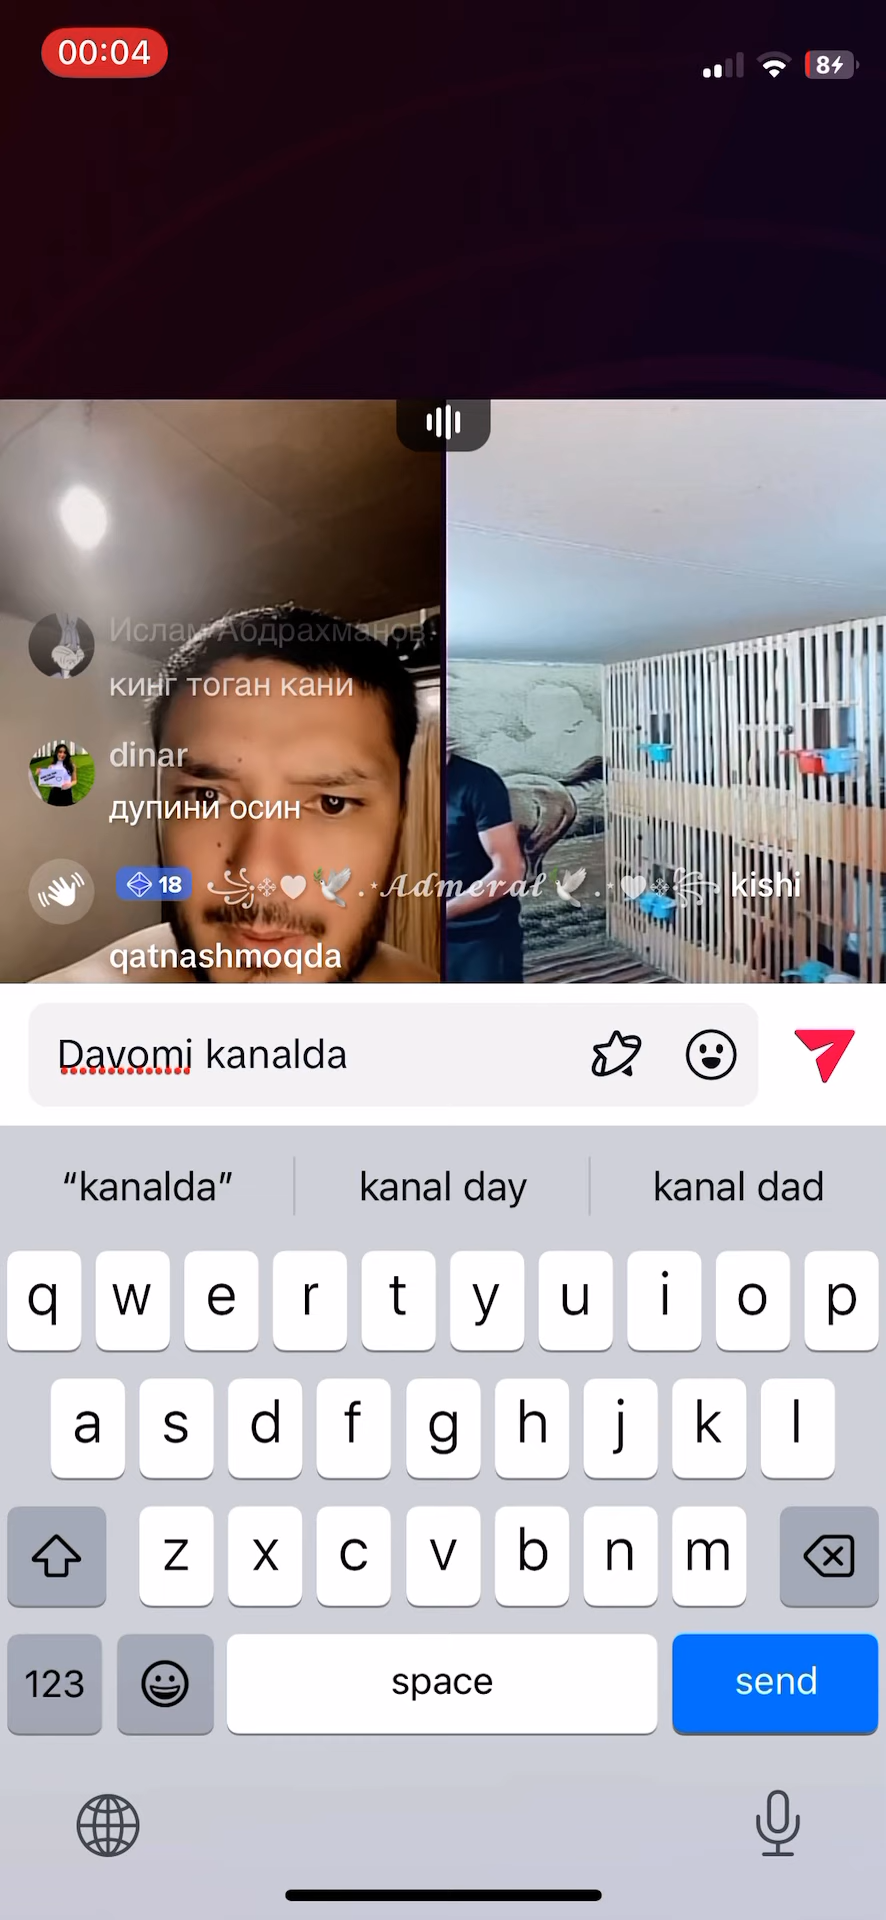 00:04
8
Ислам Абдрахманов
кинг тоган кани
dinar
дупини осин
18 𝓐𝓭𝓶𝓮𝓻𝓪𝓵 kishi
qatnashmoqda
Davomi kanalda
“kanalda” kanal day kanal dad
q w e r t y u i o p
a s d f g h j k l
z x c v b n m
123 space send